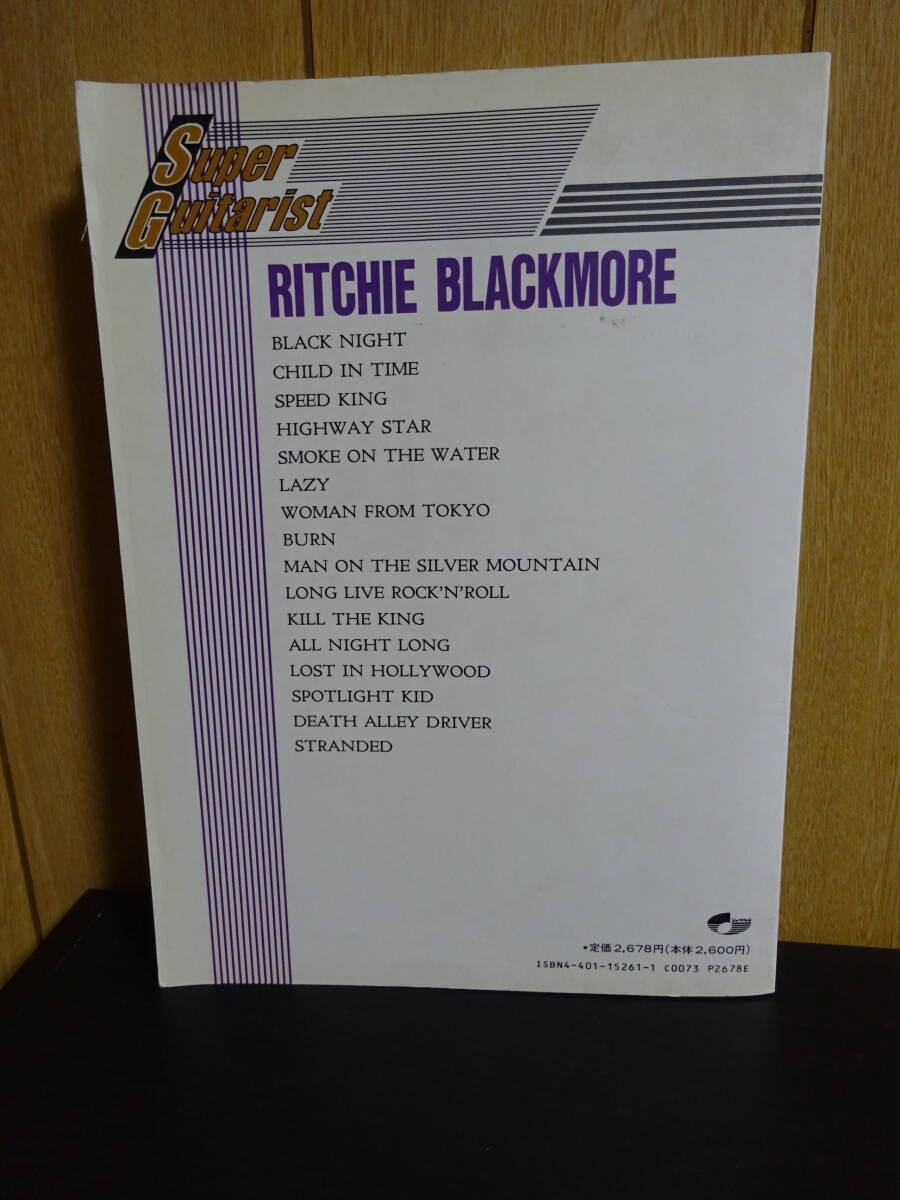 Super
Guitarist
RITCHIE BLACKMORE
BLACK NIGHT
CHILD IN TIME
SPEED KING
HIGHWAY STAR
SMOKE ON THE WATER
LAZY
WOMAN FROM TOKYO
BURN
MAN ON THE SILVER MOUNTAIN
LONG LIVE ROCK'N'ROLL
KILL THE KING
ALL NIGHT LONG
LOST IN HOLLYWOOD
SPOTLIGHT KID
DEATH ALLEY DRIVER
STRANDED
★定価2,678円(本体2,600円)
ISBN4-401-15261-1 C0073 P2678E